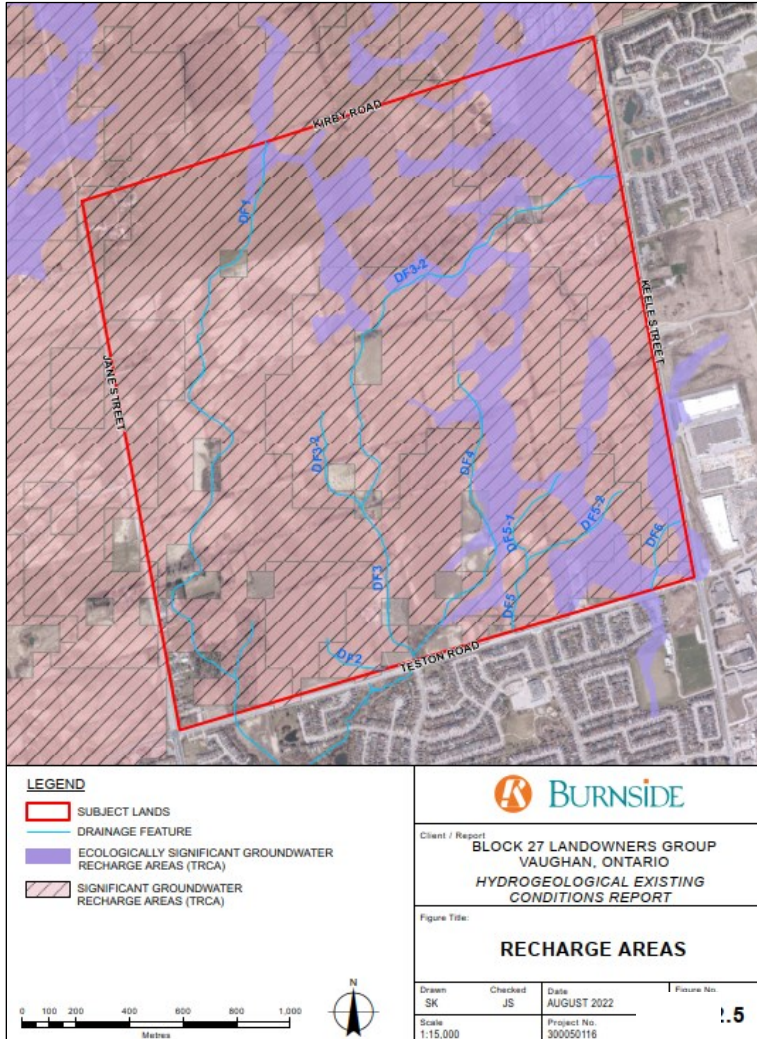 KIRBY ROAD
DF1
DF3-2
KEELE STREET
JANE STREET
DF3-2
DF4
DF5-1
DF5-2
DF6
DF3
DF5
DF2
TESTON ROAD
LEGEND
SUBJECT LANDS
DRAINAGE FEATURE
ECOLOGICALLY SIGNIFICANT GROUNDWATER
RECHARGE AREAS (TRCA)
SIGNIFICANT GROUNDWATER
RECHARGE AREAS (TRCA)
0 100 200 400 600 800 1,000
Metres
N
BURNSIDE
Client / Report
BLOCK 27 LANDOWNERS GROUP
VAUGHAN, ONTARIO
HYDROGEOLOGICAL EXISTING
CONDITIONS REPORT
Figure Title:
RECHARGE AREAS
Drawn
SK
Checked
JS
Date
AUGUST 2022
Figure No.
.5
Scale
1:15,000
Project No.
300050116